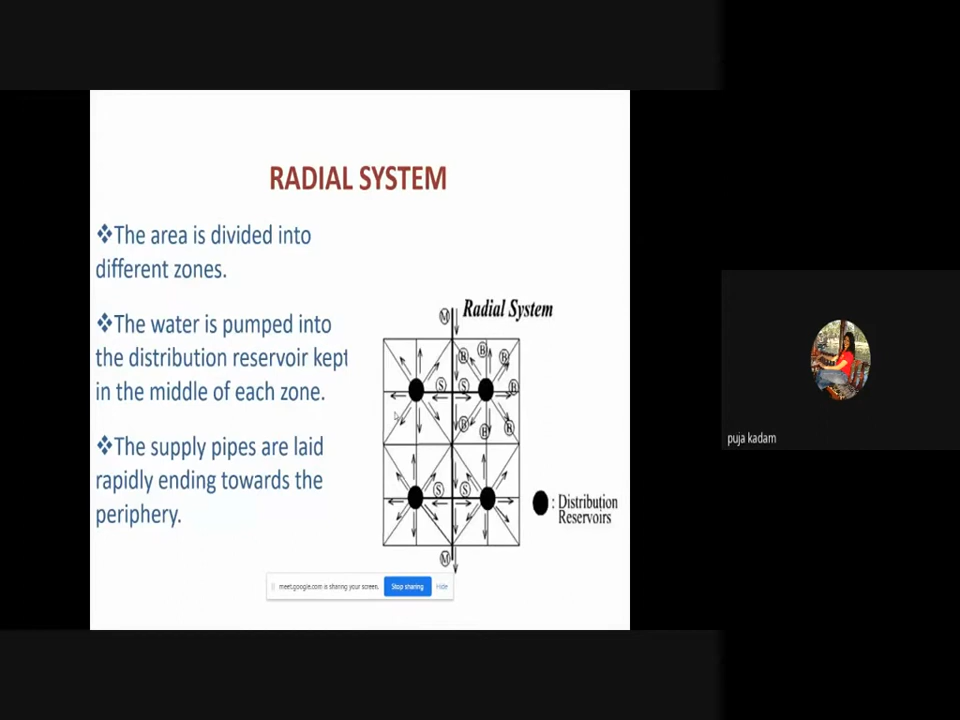 RADIAL SYSTEM
❖The area is divided into
different zones.
❖The water is pumped into
the distribution reservoir kept
in the middle of each zone.
❖The supply pipes are laid
rapidly ending towards the
periphery.
Radial System
M
B B B
S S B
B B B
S S
M
: Distribution
Reservoirs
meet.google.com is sharing your screen.
Stop sharing
Hide
puja kadam